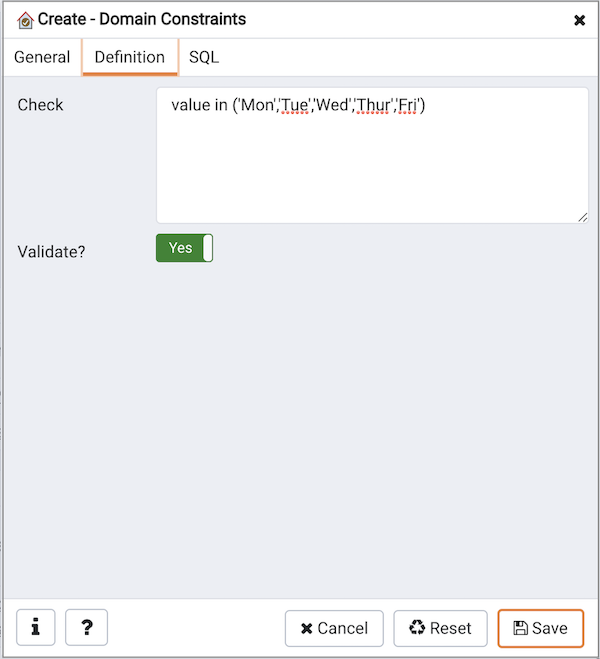 Create - Domain Constraints
General Definition SQL
Check value in ('Mon','Tue','Wed','Thur','Fri')
Validate? Yes
i ? Cancel Reset Save